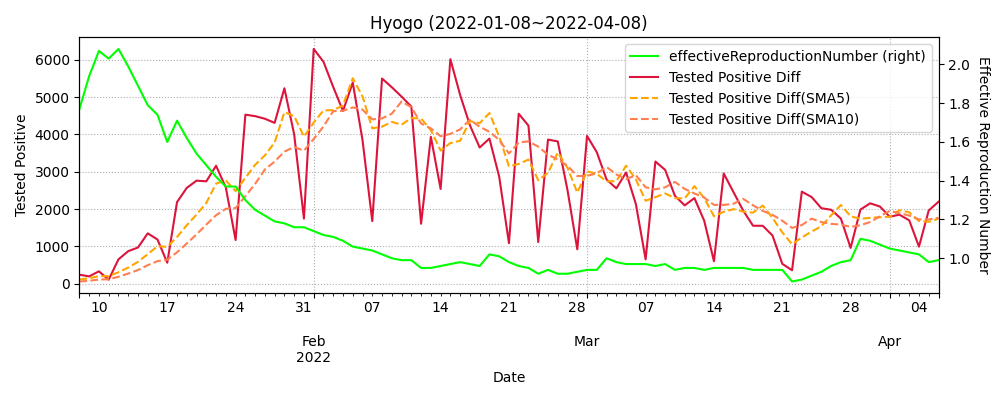 Hyogo (2022-01-08~2022-04-08)
effectiveReproductionNumber (right)
Tested Positive Diff
Tested Positive Diff(SMA5)
Tested Positive Diff(SMA10)
Tested Positive
6000
5000
4000
3000
2000
1000
0
2.0
1.8
1.6
1.4
1.2
1.0
Effective Reproduction Number
10 17 24 31 07 14 21 28 07 14 21 28 04
Feb Mar Apr
2022
Date